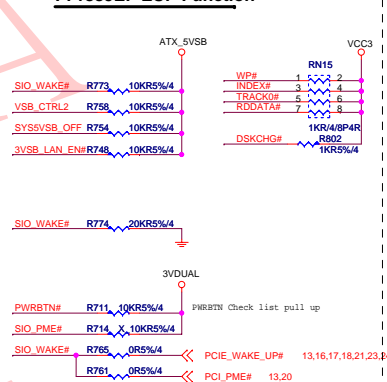 ATX_5VSB
VCC3
RN15
WP# 1 2
INDEX# 3 4
TRACK0# 5 6
RDDATA# 7 8
1KR/4/8P4R
DSKCHG# R802
1KR5%/4
SIO_WAKE# R773 10KR5%/4
VSB_CTRL2 R758 10KR5%/4
SYS5VSB_OFF R754 10KR5%/4
3VSB_LAN_EN# R748 10KR5%/4
SIO_WAKE# R774 20KR5%/4
3VDUAL
PWRBTN# R711 10KR5%/4 PWRBTN Check list pull up
SIO_PME# R714 X 10KR5%/4
SIO_WAKE# R765 0R5%/4 PCIE_WAKE_UP# 13,16,17,18,21,23,2
R761 0R5%/4 PCI_PME# 13,20